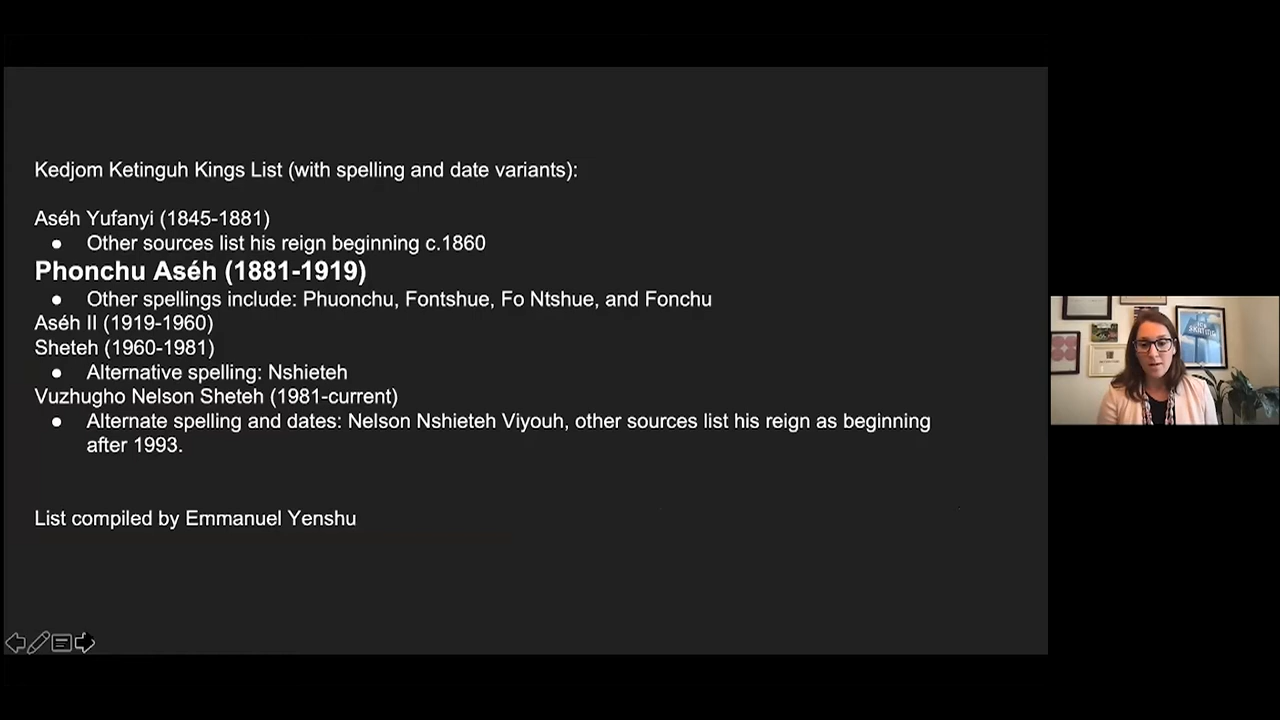 Kedjom Ketinguh Kings List (with spelling and date variants):
Aséh Yufanyi (1845-1881)
● Other sources list his reign beginning c.1860
Phonchu Aséh (1881-1919)
● Other spellings include: Phuonchu, Fontshue, Fo Ntshue, and Fonchu
Aséh II (1919-1960)
Sheteh (1960-1981)
● Alternative spelling: Nshieteh
Vuzhugho Nelson Sheteh (1981-current)
● Alternate spelling and dates: Nelson Nshieteh Viyouh, other sources list his reign as beginning
after 1993.
List compiled by Emmanuel Yenshu
SKATING